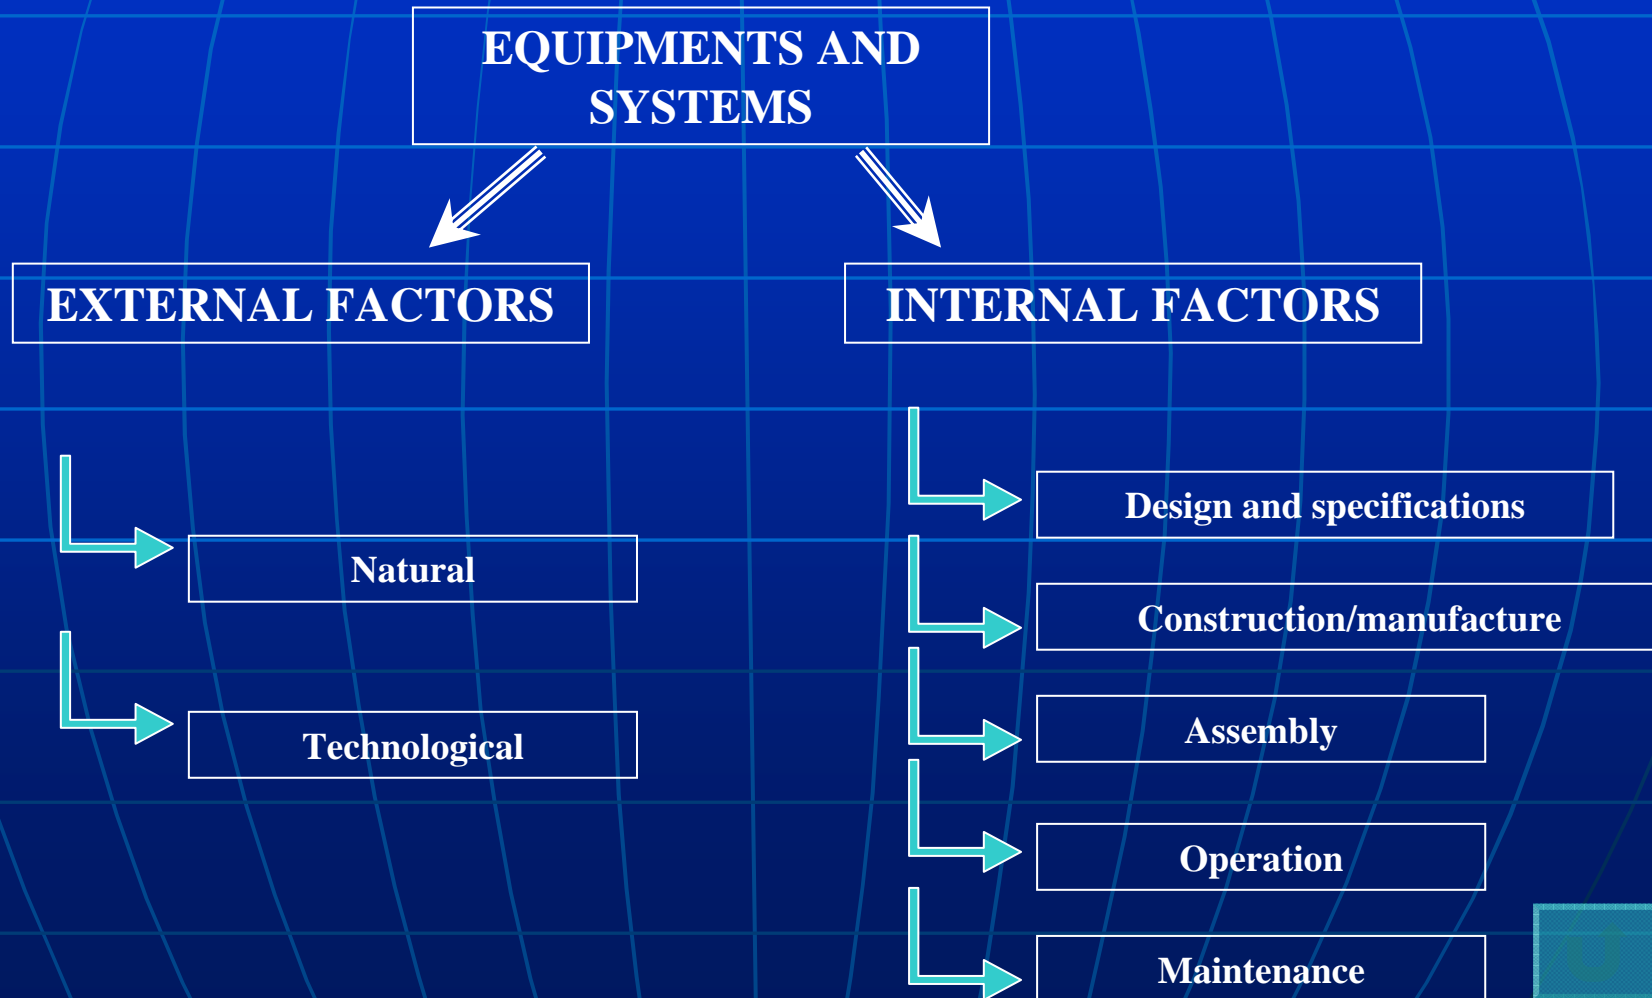 EQUIPMENTS AND
SYSTEMS
EXTERNAL FACTORS
INTERNAL FACTORS
Natural
Technological
Design and specifications
Construction/manufacture
Assembly
Operation
Maintenance